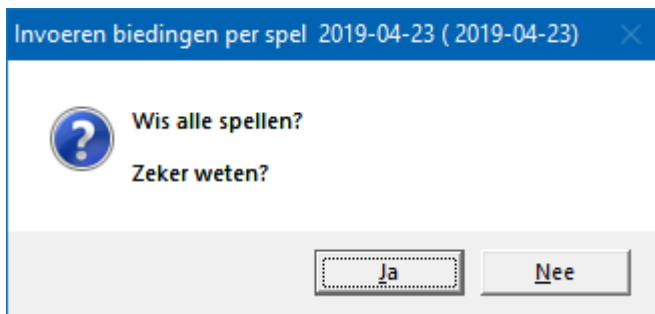 Invoeren biedingen per spel 2019-04-23 ( 2019-04-23)
Wis alle spellen?
Zeker weten?
Ja
Nee